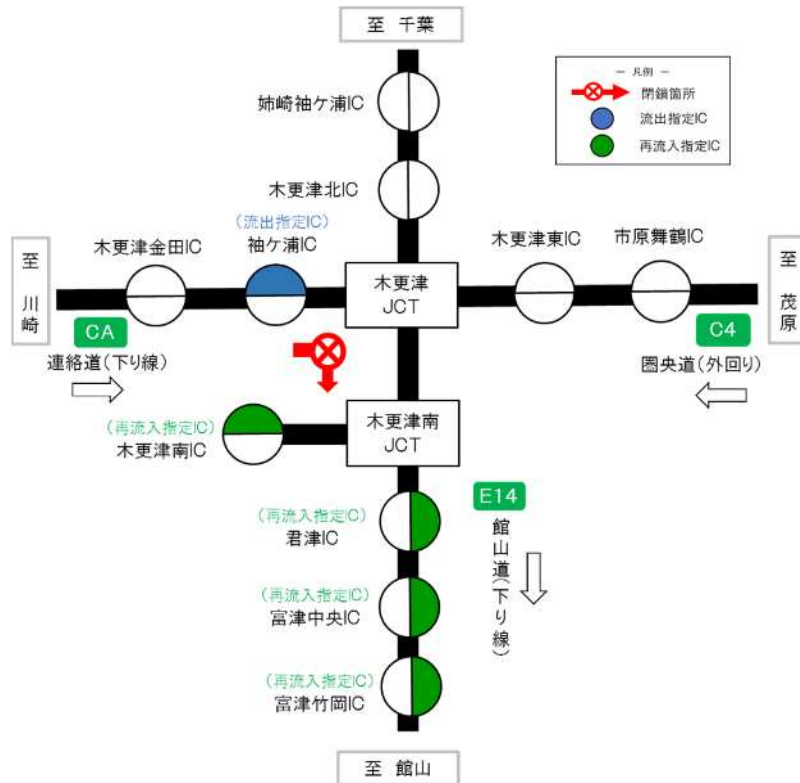 至 千葉
姉崎袖ケ浦IC
木更津北IC
― 凡例 ―
閉鎖箇所
流出指定IC
再流入指定IC
至 川崎
木更津金田IC
(流出指定IC)
袖ケ浦IC
木更津
JCT
木更津東IC
市原舞鶴IC
至 茂原
CA
連絡道(下り線)
C4
圏央道(外回り)
(再流入指定IC)
木更津南IC
木更津南
JCT
E14
館山道(下り線)
(再流入指定IC)
君津IC
(再流入指定IC)
富津中央IC
(再流入指定IC)
富津竹岡IC
至 館山